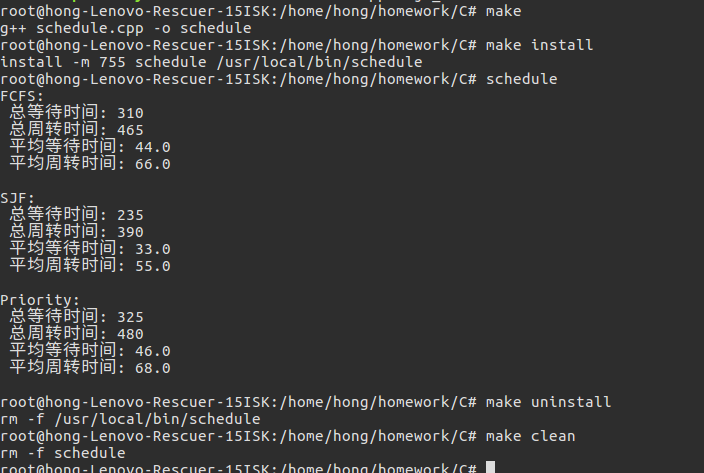 root@hong-Lenovo-Rescuer-15ISK:/home/hong/homework/C# make
g++ schedule.cpp -o schedule
root@hong-Lenovo-Rescuer-15ISK:/home/hong/homework/C# make install
install -m 755 schedule /usr/local/bin/schedule
root@hong-Lenovo-Rescuer-15ISK:/home/hong/homework/C# schedule
FCFS:
总等待时间: 310
总周转时间: 465
平均等待时间: 44.0
平均周转时间: 66.0
SJF:
总等待时间: 235
总周转时间: 390
平均等待时间: 33.0
平均周转时间: 55.0
Priority:
总等待时间: 325
总周转时间: 480
平均等待时间: 46.0
平均周转时间: 68.0
root@hong-Lenovo-Rescuer-15ISK:/home/hong/homework/C# make uninstall
rm -f /usr/local/bin/schedule
root@hong-Lenovo-Rescuer-15ISK:/home/hong/homework/C# make clean
rm -f schedule
root@hong-Lenovo-Rescuer-15ISK:/home/hong/homework/C#